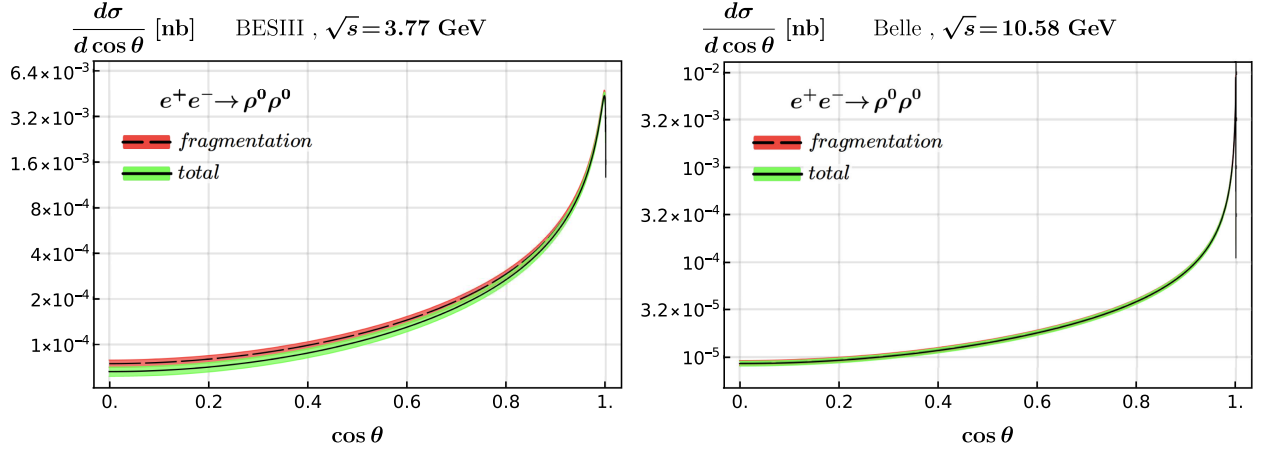 dσ/d cos θ [nb] BESIII , √s=3.77 GeV
6.4×10⁻³
3.2×10⁻³
1.6×10⁻³
8×10⁻⁴
4×10⁻⁴
2×10⁻⁴
1×10⁻⁴
e⁺e⁻→ρ⁰ρ⁰
fragmentation
total
0. 0.2 0.4 0.6 0.8 1.
cos θ
dσ/d cos θ [nb] Belle , √s=10.58 GeV
10⁻²
3.2×10⁻³
10⁻³
3.2×10⁻⁴
10⁻⁴
3.2×10⁻⁵
10⁻⁵
e⁺e⁻→ρ⁰ρ⁰
fragmentation
total
0. 0.2 0.4 0.6 0.8 1.
cos θ